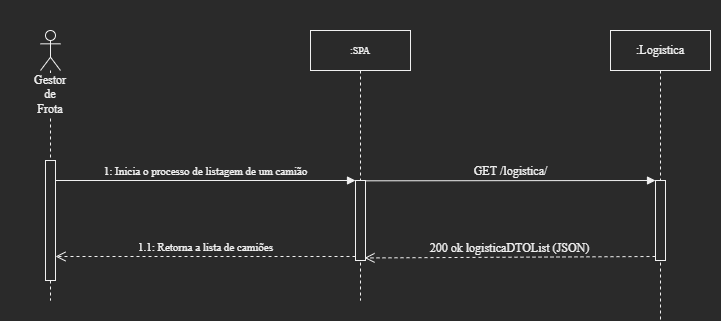 :SPA
:Logistica
Gestor
de
Frota
1: Inicia o processo de listagem de um camião
GET /logistica/
1.1: Retorna a lista de camiões
200 ok logisticaDTOList (JSON)